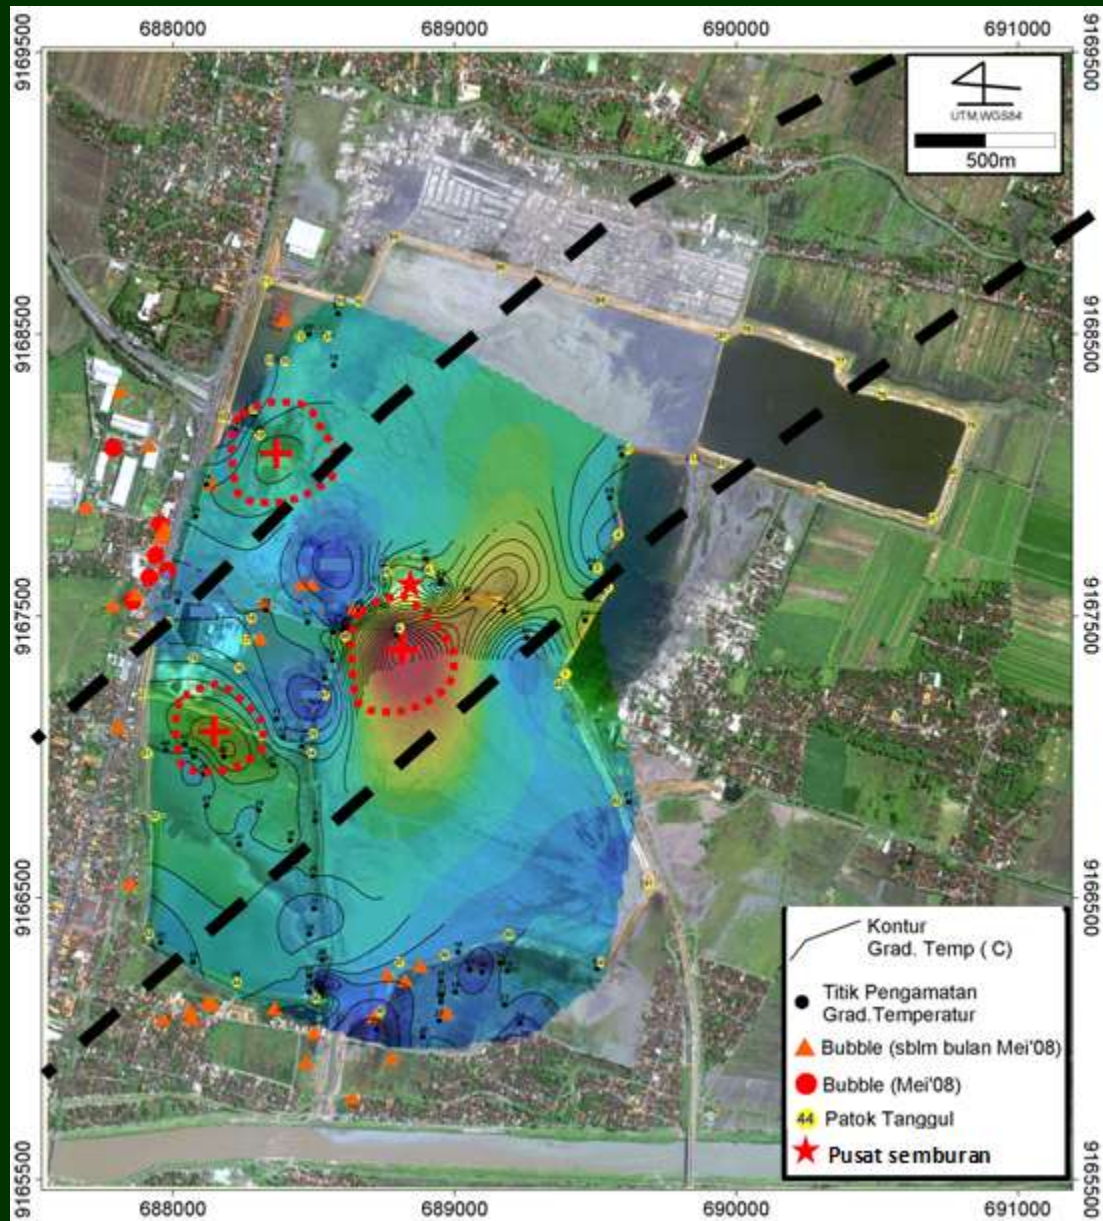 688000
689000
690000
691000
9169500
9169500
UTM,WGS84
500m
9168500
9168500
9167500
9167500
9166500
9166500
Kontur
Grad. Temp ( C)
Titik Pengamatan
Grad.Temperatur
Bubble (sblm bulan Mei'08)
Bubble (Mei'08)
44 Patok Tanggul
Pusat semburan
9165500
9165500
688000
689000
690000
691000